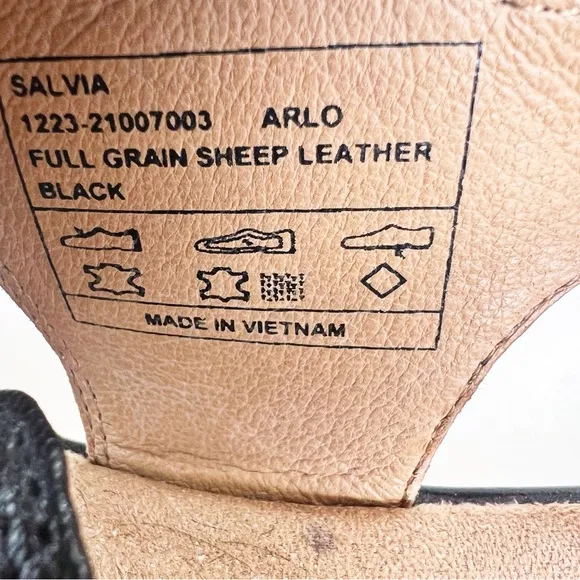 SALVIA
1223-21007003 ARLO
FULL GRAIN SHEEP LEATHER
BLACK
MADE IN VIETNAM